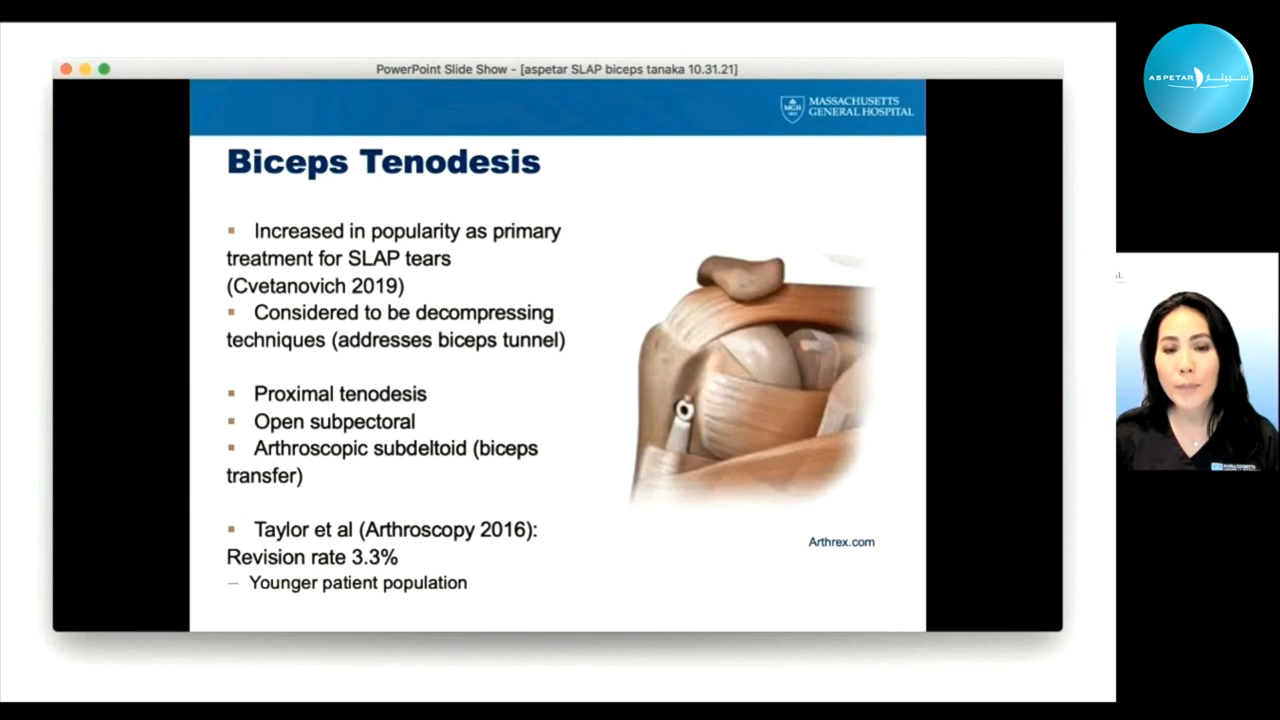 PowerPoint Slide Show - [aspetar SLAP biceps tanaka 10.31.21]
MASSACHUSETTS
GENERAL HOSPITAL
MGH
1811
ASPETAR سبيتار
Biceps Tenodesis
▪ Increased in popularity as primary
treatment for SLAP tears
(Cvetanovich 2019)
▪ Considered to be decompressing
techniques (addresses biceps tunnel)
▪ Proximal tenodesis
▪ Open subpectoral
▪ Arthroscopic subdeltoid (biceps
transfer)
▪ Taylor et al (Arthroscopy 2016):
Revision rate 3.3%
– Younger patient population
Arthrex.com